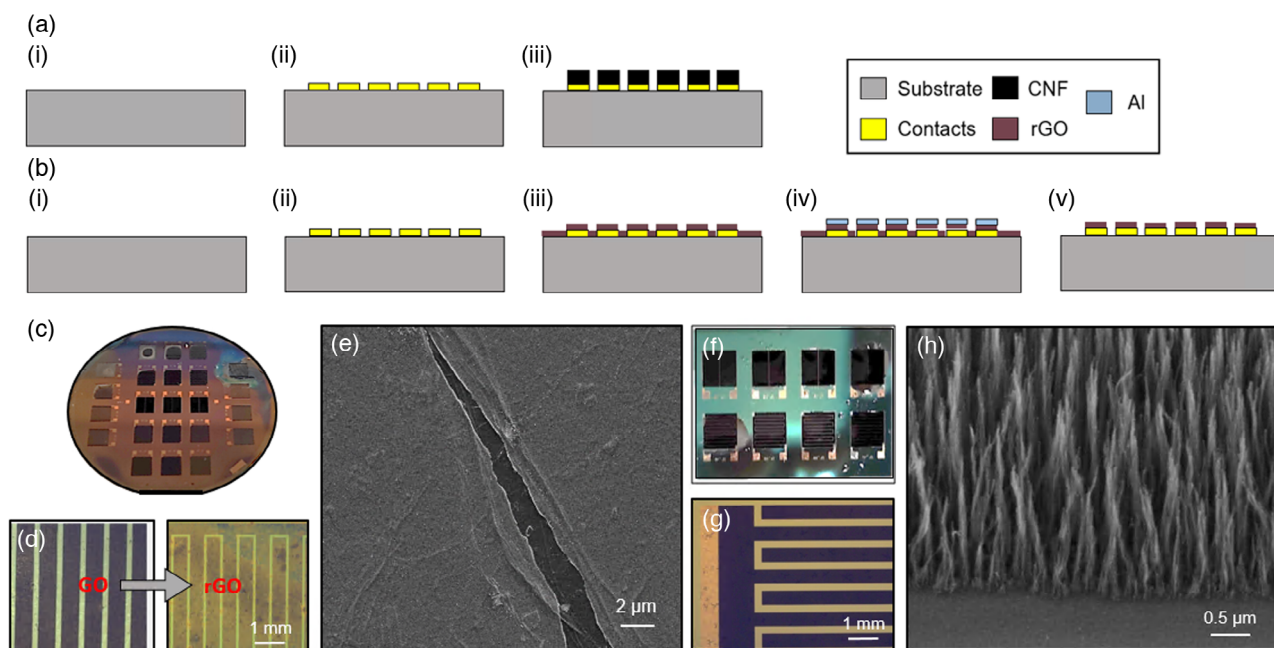 (a)
(i) (ii) (iii)
Substrate CNF Al
Contacts rGO
(b)
(i) (ii) (iii) (iv) (v)
(c) (e) (f) (h)
(d) (g)
GO rGO
1 mm 2 µm 1 mm 0.5 µm